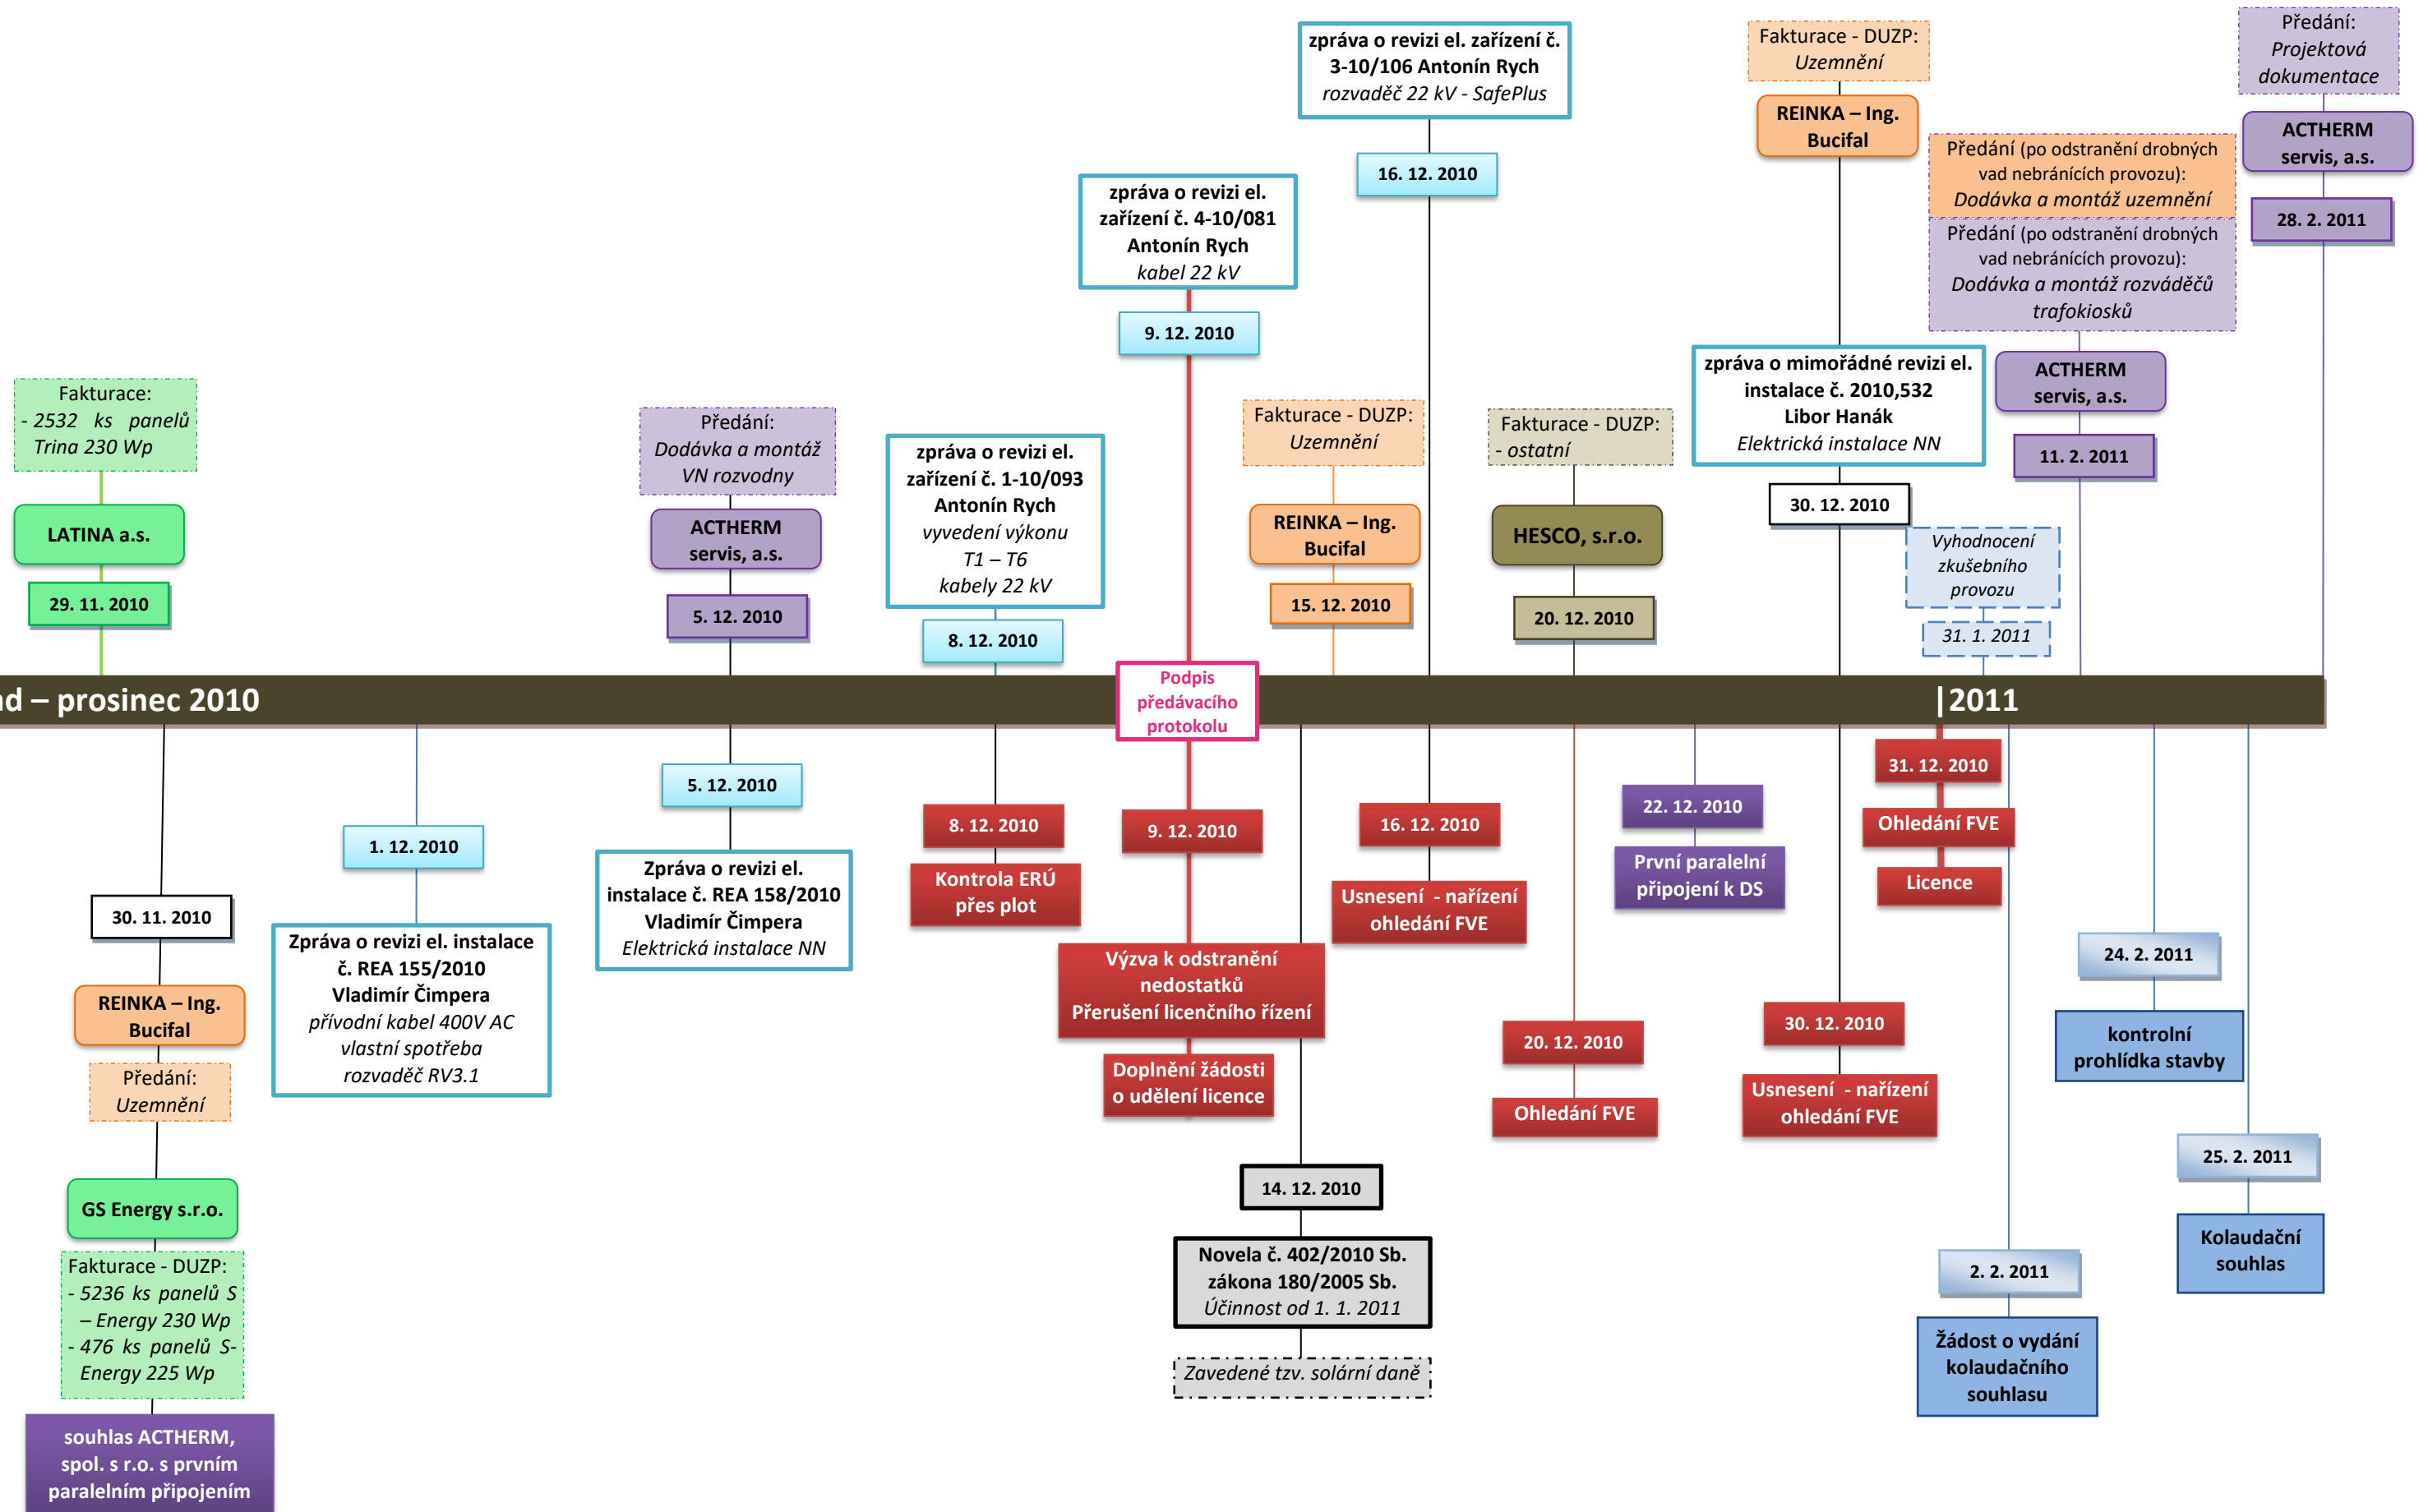 Fakturace:
- 2532 ks panelů
Trina 230 Wp
LATINA a.s.
29. 11. 2010
Předání:
Dodávka a montáž
VN rozvodny
ACTHERM
servis, a.s.
5. 12. 2010
zpráva o revizi el.
zařízení č. 1-10/093
Antonín Rych
vyvedení výkonu
T1 – T6
kabely 22 kV
8. 12. 2010
zpráva o revizi el.
zařízení č. 4-10/081
Antonín Rych
kabel 22 kV
9. 12. 2010
Fakturace - DUZP:
Uzemnění
REINKA – Ing.
Bucifal
15. 12. 2010
zpráva o revizi el. zařízení č.
3-10/106 Antonín Rych
rozvaděč 22 kV - SafePlus
16. 12. 2010
Fakturace - DUZP:
- ostatní
HESCO, s.r.o.
20. 12. 2010
Fakturace - DUZP:
Uzemnění
REINKA – Ing.
Bucifal
zpráva o mimořádné revizi el.
instalace č. 2010,532
Libor Hanák
Elektrická instalace NN
30. 12. 2010
Vyhodnocení
zkušebního
provozu
31. 1. 2011
Předání (po odstranění drobných
vad nebránících provozu):
Dodávka a montáž uzemnění
Předání (po odstranění drobných
vad nebránících provozu):
Dodávka a montáž rozváděčů
trafokiosků
ACTHERM
servis, a.s.
11. 2. 2011
Předání:
Projektová
dokumentace
ACTHERM
servis, a.s.
28. 2. 2011
– prosinec 2010
Podpis
předávacího
protokolu
|2011
30. 11. 2010
REINKA – Ing.
Bucifal
Předání:
Uzemnění
GS Energy s.r.o.
Fakturace - DUZP:
- 5236 ks panelů S
– Energy 230 Wp
- 476 ks panelů S-
Energy 225 Wp
souhlas ACTHERM,
spol. s r.o. s prvním
paralelním připojením
1. 12. 2010
Zpráva o revizi el. instalace
č. REA 155/2010
Vladimír Čimpera
přívodní kabel 400V AC
vlastní spotřeba
rozvaděč RV3.1
5. 12. 2010
Zpráva o revizi el.
instalace č. REA 158/2010
Vladimír Čimpera
Elektrická instalace NN
8. 12. 2010
Kontrola ERÚ
přes plot
9. 12. 2010
Výzva k odstranění
nedostatků
Přerušení licenčního řízení
Doplnění žádosti
o udělení licence
14. 12. 2010
Novela č. 402/2010 Sb.
zákona 180/2005 Sb.
Účinnost od 1. 1. 2011
Zavedené tzv. solární daně
16. 12. 2010
Usnesení - nařízení
ohledání FVE
20. 12. 2010
Ohledání FVE
22. 12. 2010
První paralelní
připojení k DS
30. 12. 2010
Usnesení - nařízení
ohledání FVE
31. 12. 2010
Ohledání FVE
Licence
2. 2. 2011
Žádost o vydání
kolaudačního
souhlasu
24. 2. 2011
kontrolní
prohlídka stavby
25. 2. 2011
Kolaudační
souhlas